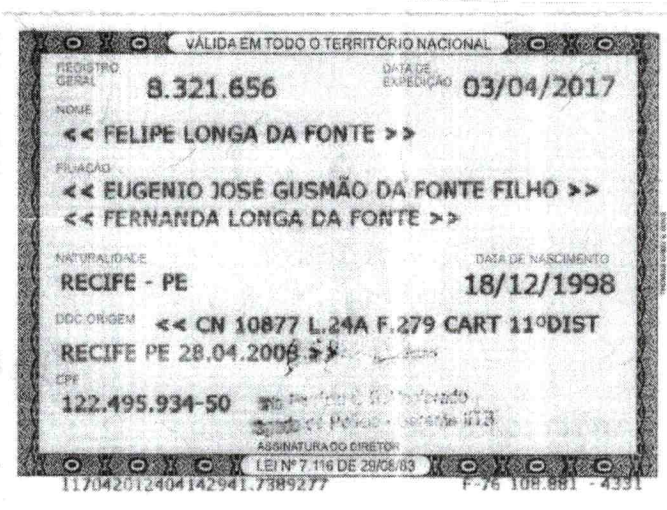 VÁLIDA EM TODO O TERRITÓRIO NACIONAL
REGISTRO GERAL 8.321.656 DATA DE EXPEDIÇÃO 03/04/2017
NOME
<< FELIPE LONGA DA FONTE >>
FILIAÇÃO
<< EUGENIO JOSÉ GUSMÃO DA FONTE FILHO >>
<< FERNANDA LONGA DA FONTE >>
NATURALIDADE DATA DE NASCIMENTO
RECIFE - PE 18/12/1998
DOC.ORIGEM << CN 10877 L.24A F.279 CART 11ºDIST
RECIFE PE 28.04.2008 >>
CPF
122.495.934-50
ASSINATURA DO DIRETOR
LEI Nº 7.116 DE 29/08/83
117042012404142941.7389277 F-76 108.881 - 4331